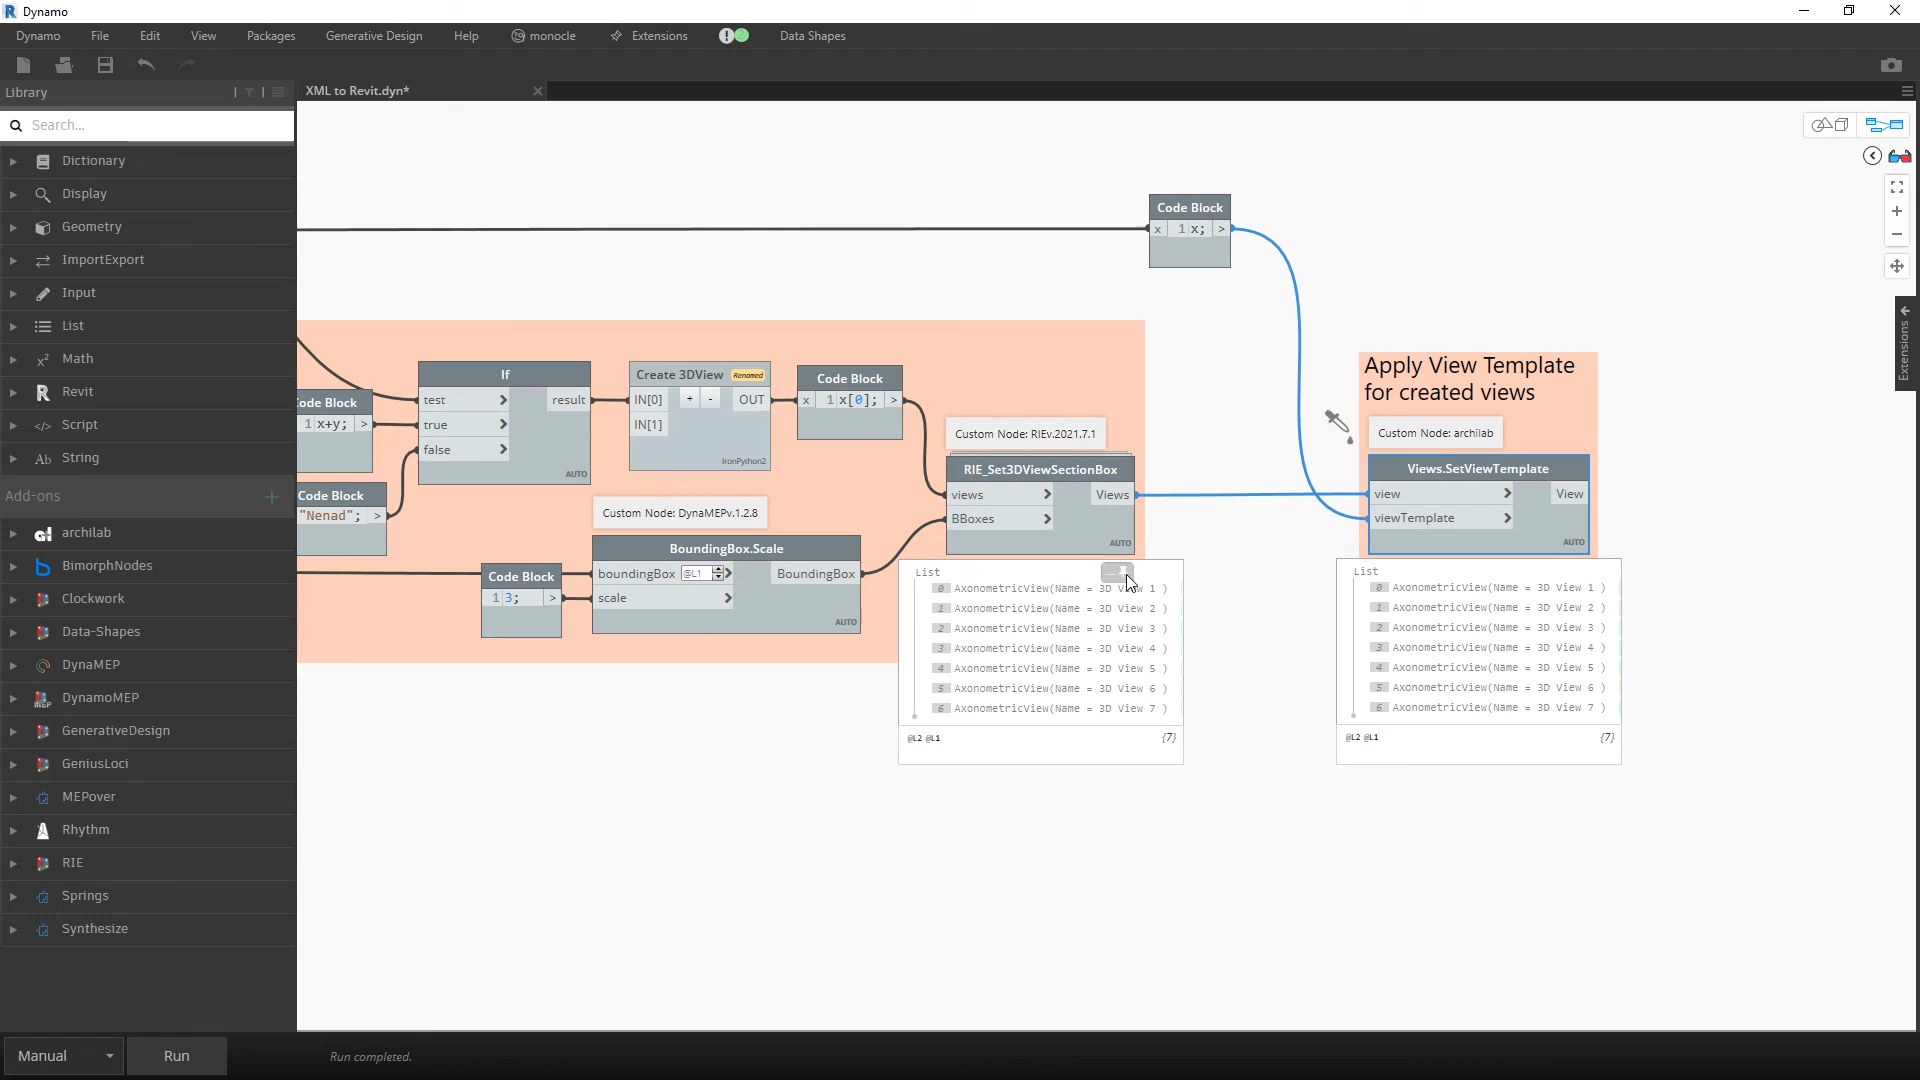 Dynamo
Dynamo File Edit View Packages Generative Design Help monocle Extensions Data Shapes
Library
XML to Revit.dyn*
Search...
Dictionary
Display
Geometry
ImportExport
Input
List
Math
Revit
Script
String
Add-ons
archilab
BimorphNodes
Clockwork
Data-Shapes
DynaMEP
DynamoMEP
GenerativeDesign
GeniusLoci
MEPover
Rhythm
RIE
Springs
Synthesize
Code Block
x 1 x; >
If
test > result
true >
false >
AUTO
Create 3DView Renamed
IN[0] + - OUT
IN[1]
IronPython2
Code Block
x 1 x[0]; >
ode Block
1 x+y; >
Code Block
"Nenad"; >
Custom Node: RIEv.2021.7.1
RIE_Set3DViewSectionBox
views > Views
BBoxes >
AUTO
Custom Node: DynaMEPv.1.2.8
BoundingBox.Scale
boundingBox @L1 > BoundingBox
scale >
AUTO
Code Block
1 3; >
List
0 AxonometricView(Name = 3D View 1 )
1 AxonometricView(Name = 3D View 2 )
2 AxonometricView(Name = 3D View 3 )
3 AxonometricView(Name = 3D View 4 )
4 AxonometricView(Name = 3D View 5 )
5 AxonometricView(Name = 3D View 6 )
6 AxonometricView(Name = 3D View 7 )
@L2 @L1 {7}
Apply View Template
for created views
Custom Node: archilab
Views.SetViewTemplate
view > View
viewTemplate >
AUTO
List
0 AxonometricView(Name = 3D View 1 )
1 AxonometricView(Name = 3D View 2 )
2 AxonometricView(Name = 3D View 3 )
3 AxonometricView(Name = 3D View 4 )
4 AxonometricView(Name = 3D View 5 )
5 AxonometricView(Name = 3D View 6 )
6 AxonometricView(Name = 3D View 7 )
@L2 @L1 {7}
Extensions
Manual Run Run completed.